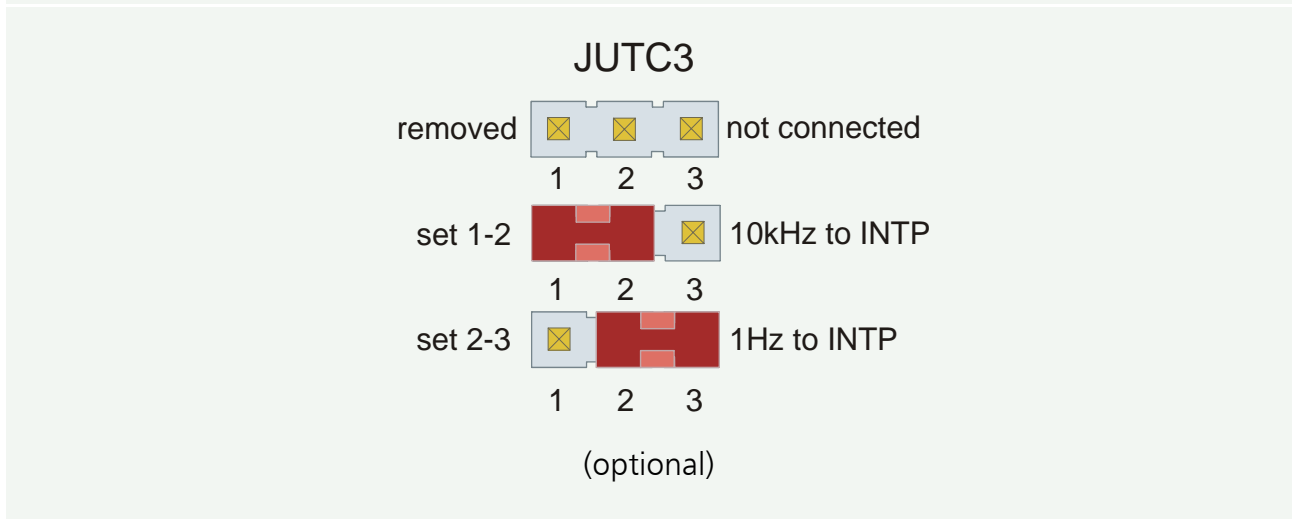 JUTC3
removed not connected
1 2 3
set 1-2 10kHz to INTP
1 2 3
set 2-3 1Hz to INTP
1 2 3
(optional)